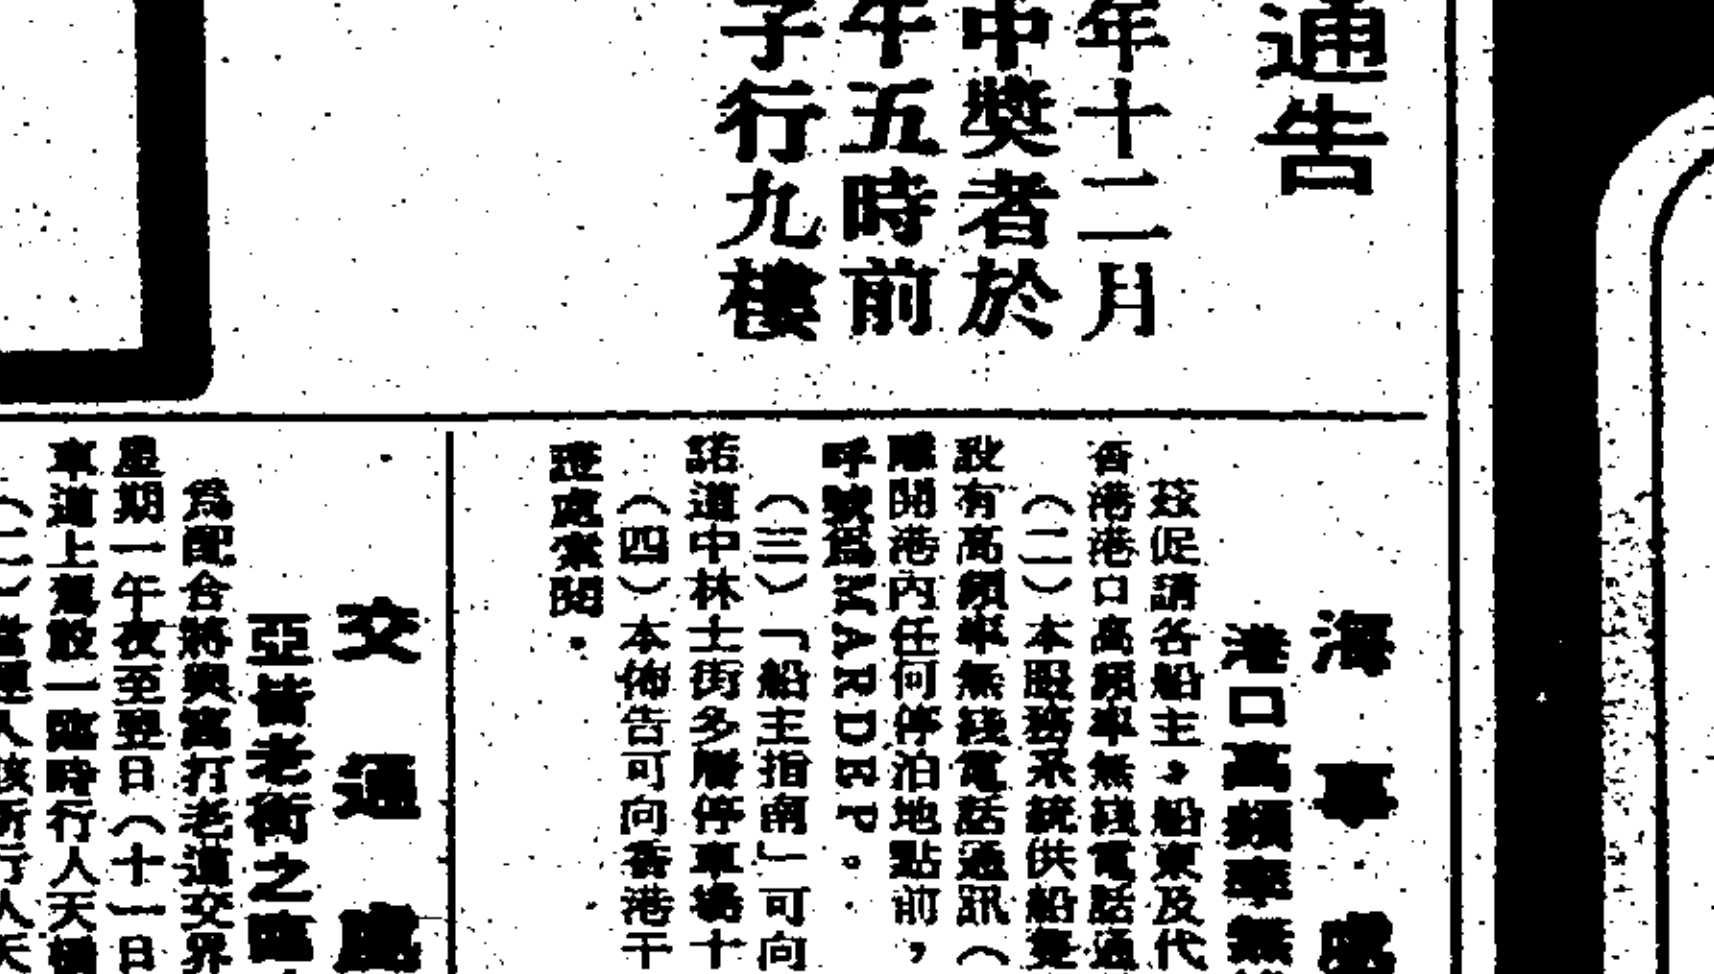 通告
年十二月
中獎者於
午五時前
子行九樓
海事處
港口高頻率無
茲促請各船主,船東及代
香港港口高頻率無綫電話通
(二)本服務系統供船隻
設有高頻率無綫電話通訊(
離開港內任何停泊地點前,
呼號爲MARDEP。
(三)「船主指南」可向
諾道中林士街多層停車場十
(四)本佈告可向香港干
證處索閱.
交通處
亞皆老街之臨
爲配合將與窩打老道交界
星期一午夜至翌日(十一日
車道上駕設一臨時行人天橋